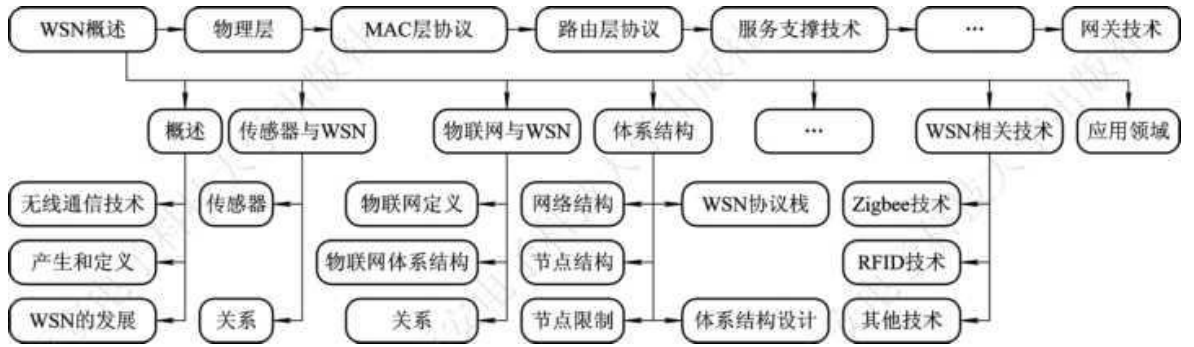 WSN概述
物理层
MAC层协议
路由层协议
服务支撑技术
…
网关技术
概述
传感器与WSN
物联网与WSN
体系结构
…
WSN相关技术
应用领域
无线通信技术
传感器
物联网定义
网络结构
WSN协议栈
Zigbee技术
产生和定义
物联网体系结构
节点结构
RFID技术
WSN的发展
关系
关系
节点限制
体系结构设计
其他技术